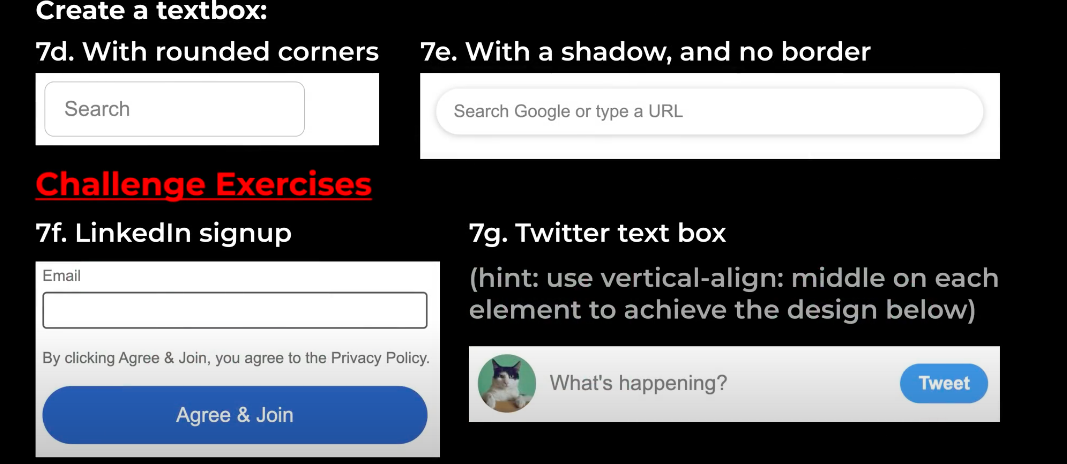 Create a textbox:
7d. With rounded corners
Search
7e. With a shadow, and no border
Search Google or type a URL
Challenge Exercises
7f. LinkedIn signup
Email
By clicking Agree & Join, you agree to the Privacy Policy.
Agree & Join
7g. Twitter text box
(hint: use vertical-align: middle on each
element to achieve the design below)
What's happening?
Tweet